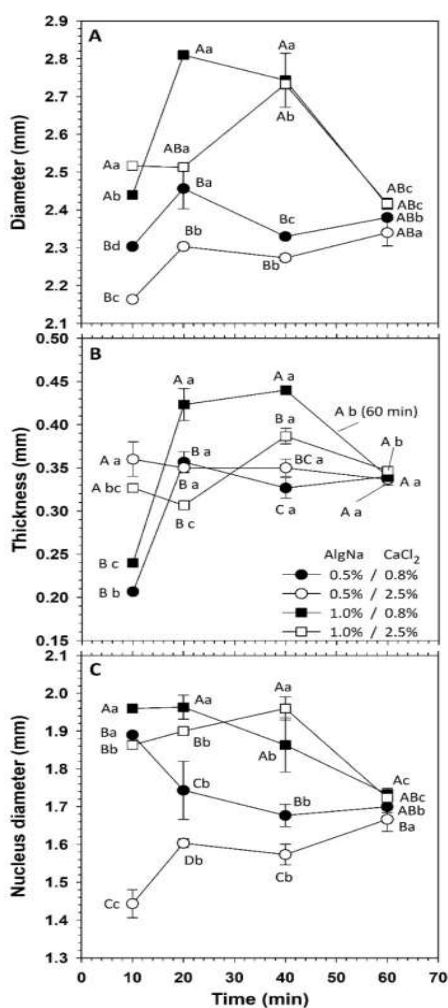 A
2.9
2.8
2.7
2.6
2.5
2.4
2.3
2.2
2.1
Diameter (mm)
Aa
Aa
Aa
ABa
Ab
Ab
Ba
Bd
Bb
Bc
Bb
Bc
ABc
ABc
ABb
ABa
B
0.50
0.45
0.40
0.35
0.30
0.25
0.20
0.15
Thickness (mm)
A a
A a
A b (60 min)
B a
A b
A a
B a
BC a
A bc
B a
B c
C a
A a
A a
B c
B b
AlgNa CaCl2
0.5% / 0.8%
0.5% / 2.5%
1.0% / 0.8%
1.0% / 2.5%
C
2.1
2.0
1.9
1.8
1.7
1.6
1.5
1.4
1.3
Nucleus diameter (mm)
Aa
Aa
Aa
Ba
Bb
Bb
Ab
Cb
Bb
Ac
ABc
ABb
Ba
Db
Cb
Cc
0 10 20 30 40 50 60 70
Time (min)